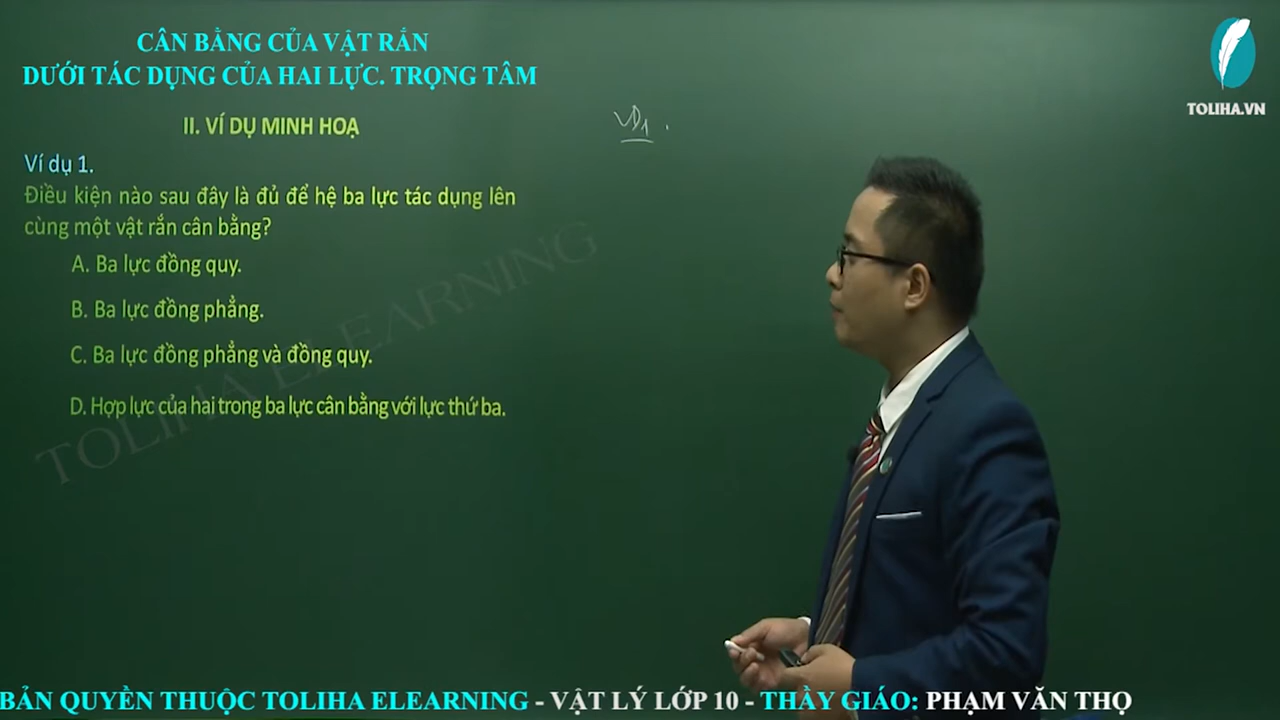 CÂN BẰNG CỦA VẬT RẮN
DƯỚI TÁC DỤNG CỦA HAI LỰC. TRỌNG TÂM
TOLIHA.VN
II. VÍ DỤ MINH HOẠ
VD1.
Ví dụ 1.
Điều kiện nào sau đây là đủ để hệ ba lực tác dụng lên
cùng một vật rắn cân bằng?
A. Ba lực đồng quy.
B. Ba lực đồng phẳng.
C. Ba lực đồng phẳng và đồng quy.
D. Hợp lực của hai trong ba lực cân bằng với lực thứ ba.
TOLIHA ELEARNING
BẢN QUYỀN THUỘC TOLIHA ELEARNING - VẬT LÝ LỚP 10 - THẦY GIÁO: PHẠM VĂN THỌ